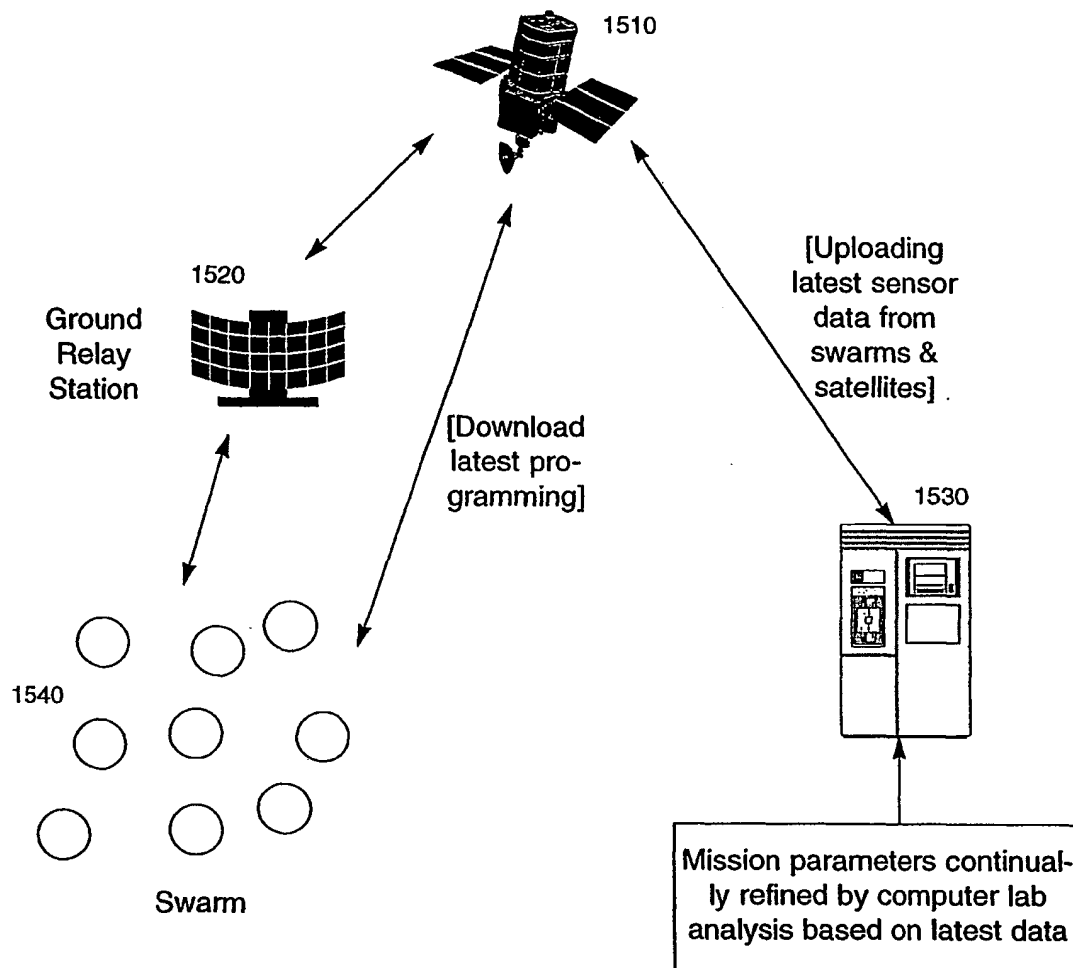 1510
1520
Ground
Relay
Station
[Uploading
latest sensor
data from
swarms &
satellites]
[Download
latest pro-
gramming]
1530
1540
Swarm
Mission parameters continual-
ly refined by computer lab
analysis based on latest data